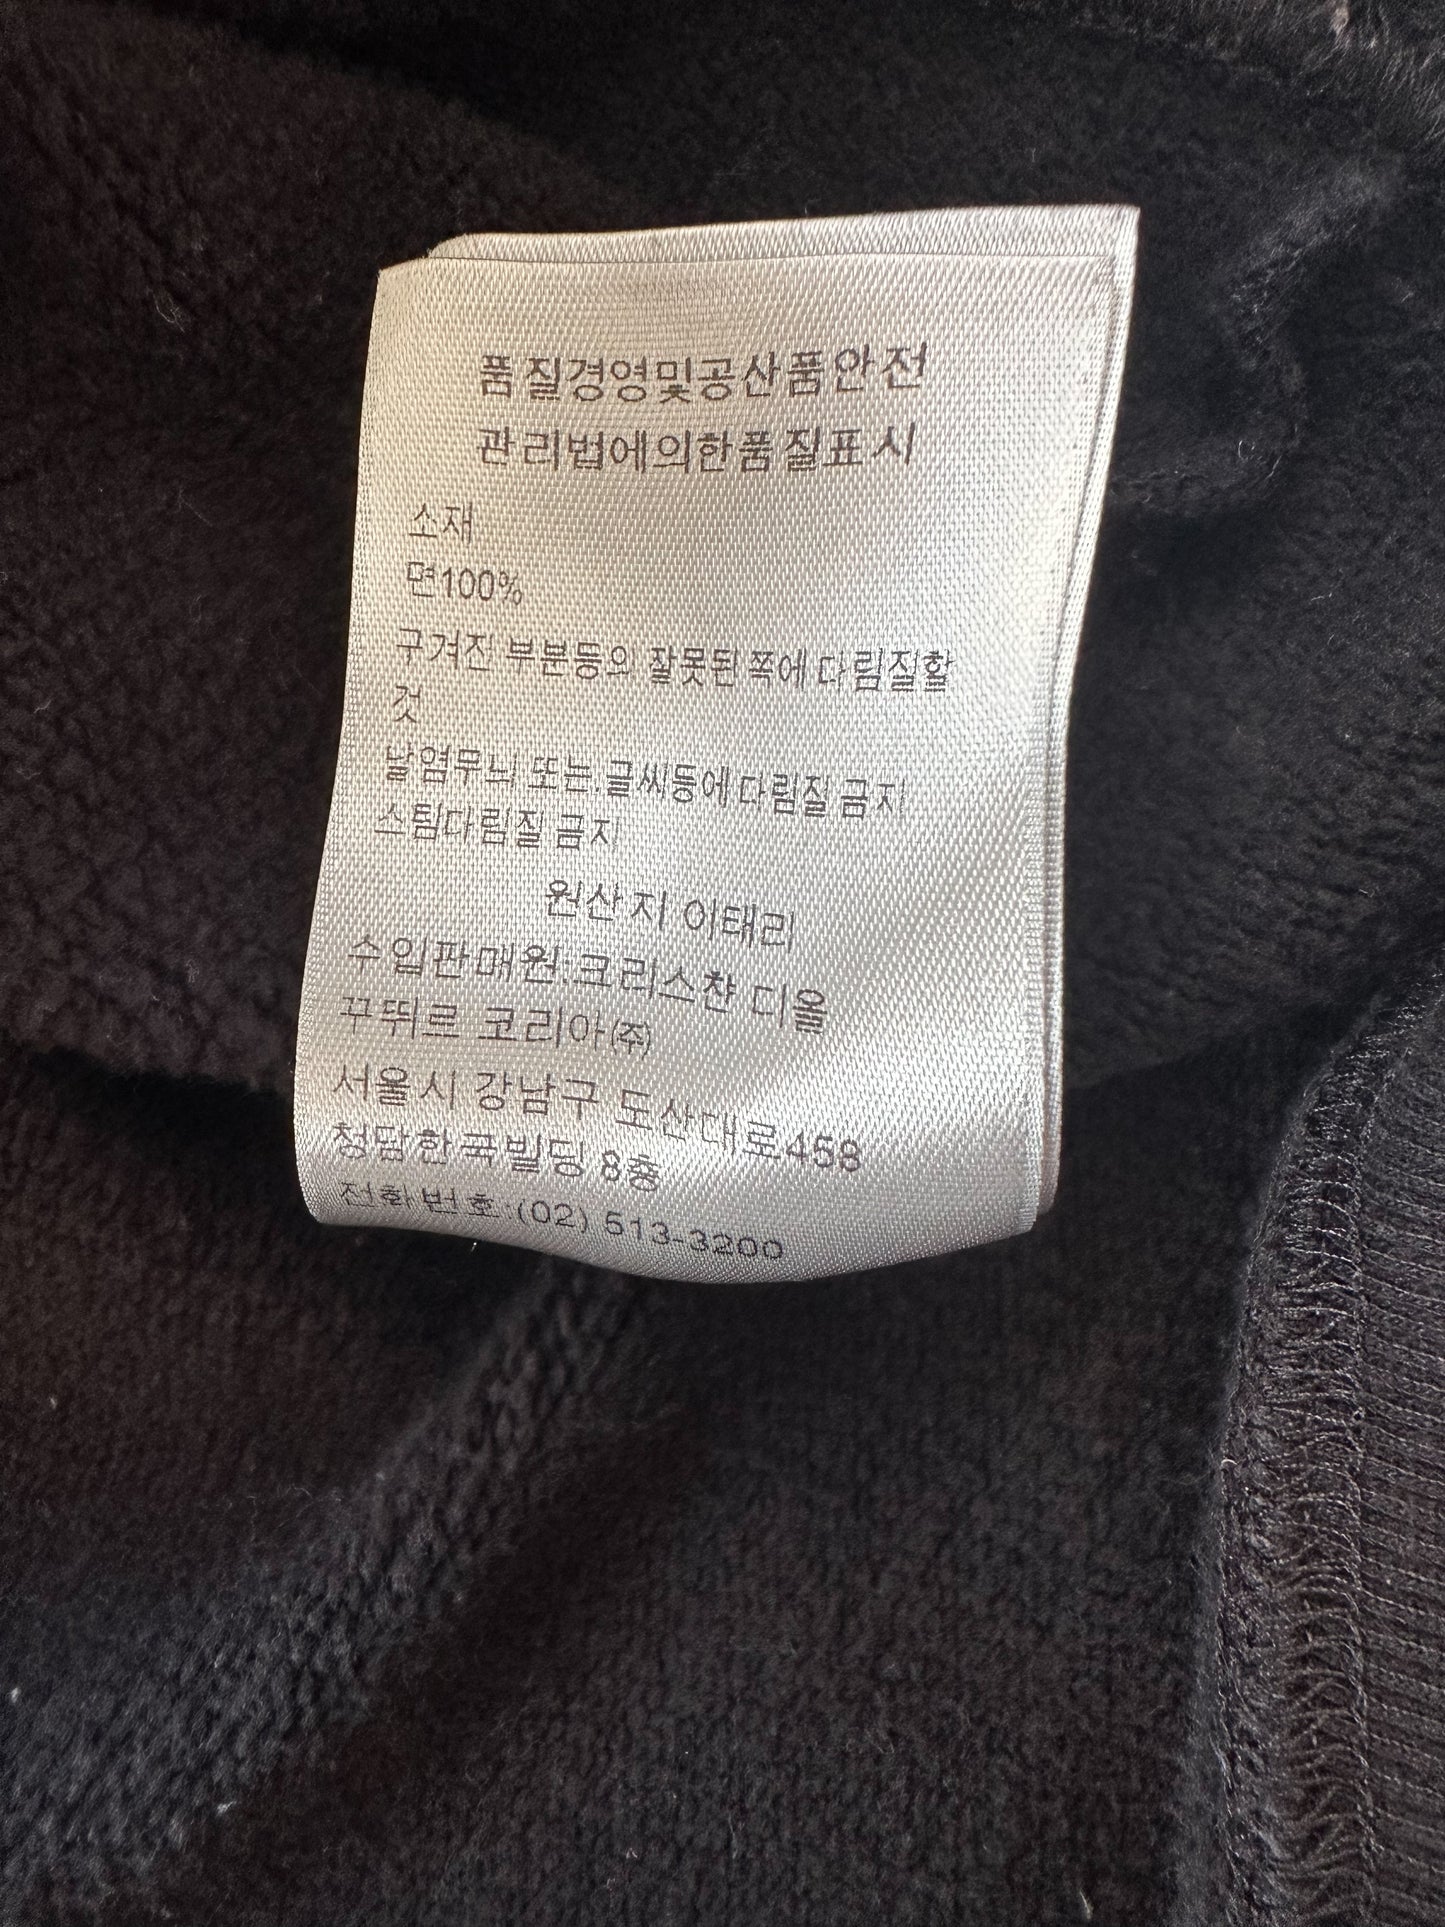 품질경영및공산품안전
관리법에의한품질표시
소재
면100%
구겨진 부분등의 잘못된쪽에 다림질할
것
날염무늬 또는.글씨등에다림질금지
스팀다림질금지
원산지 이태리
수입판매원:크리스챤 디올
꾸뛰르 코리아(주)
서울시 강남구 도산대로458
청담한국빌딩 8층
전화번호:(02) 513-3200